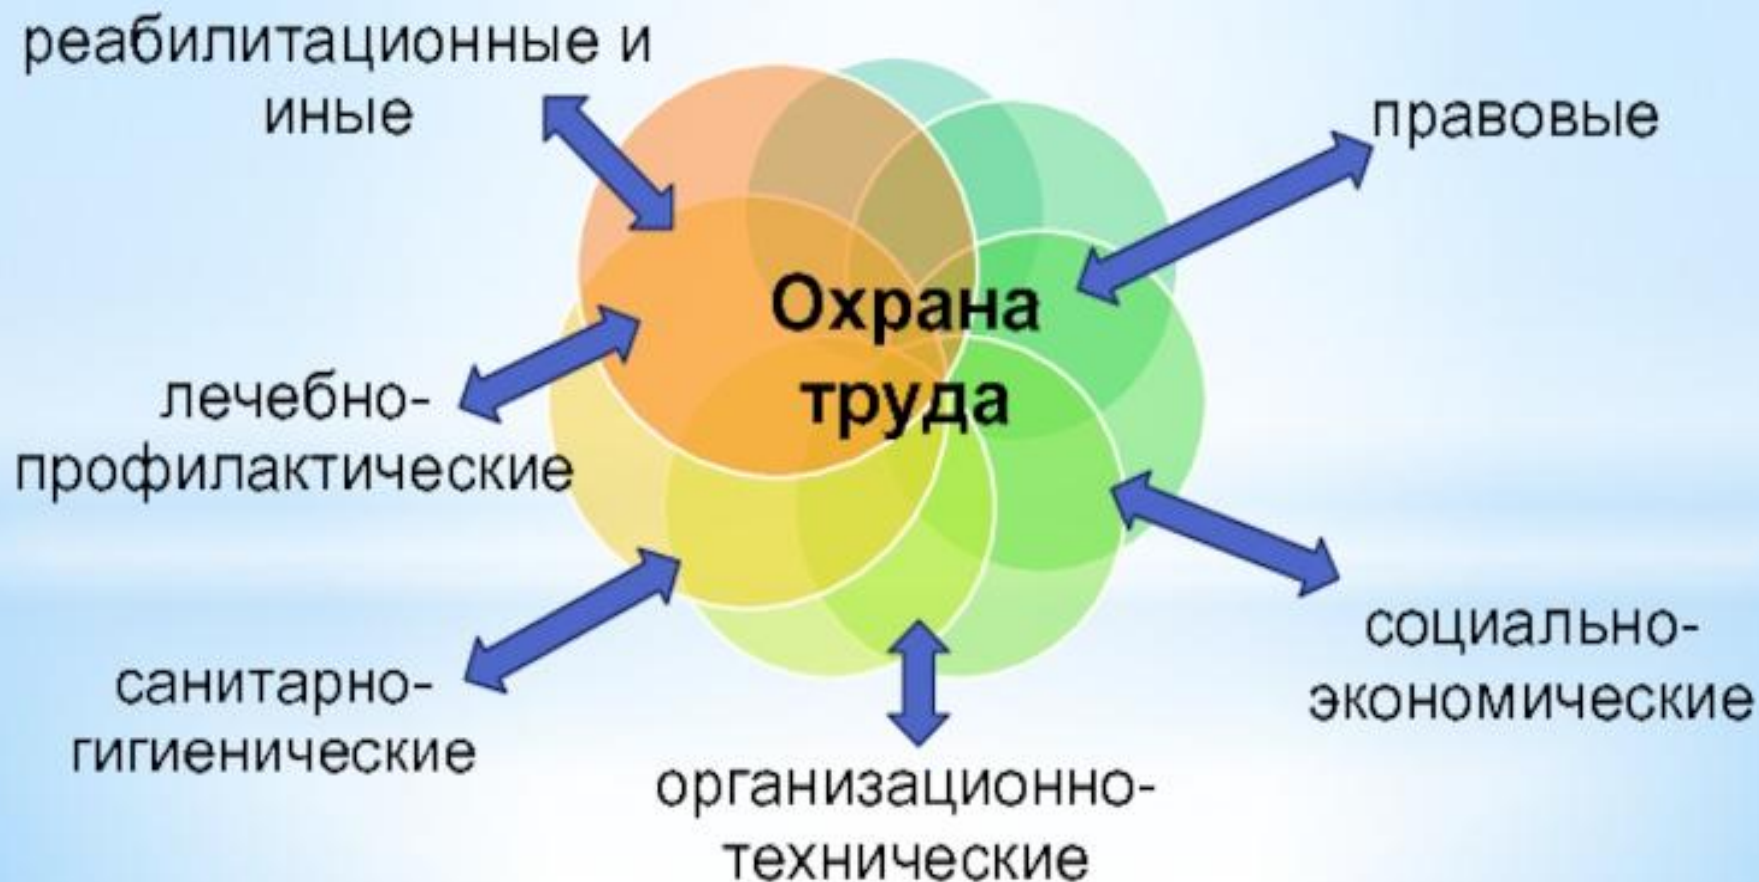 реабилитационные и
иные
правовые
Охрана
труда
лечебно-
профилактические
социально-
экономические
санитарно-
гигиенические
организационно-
технические